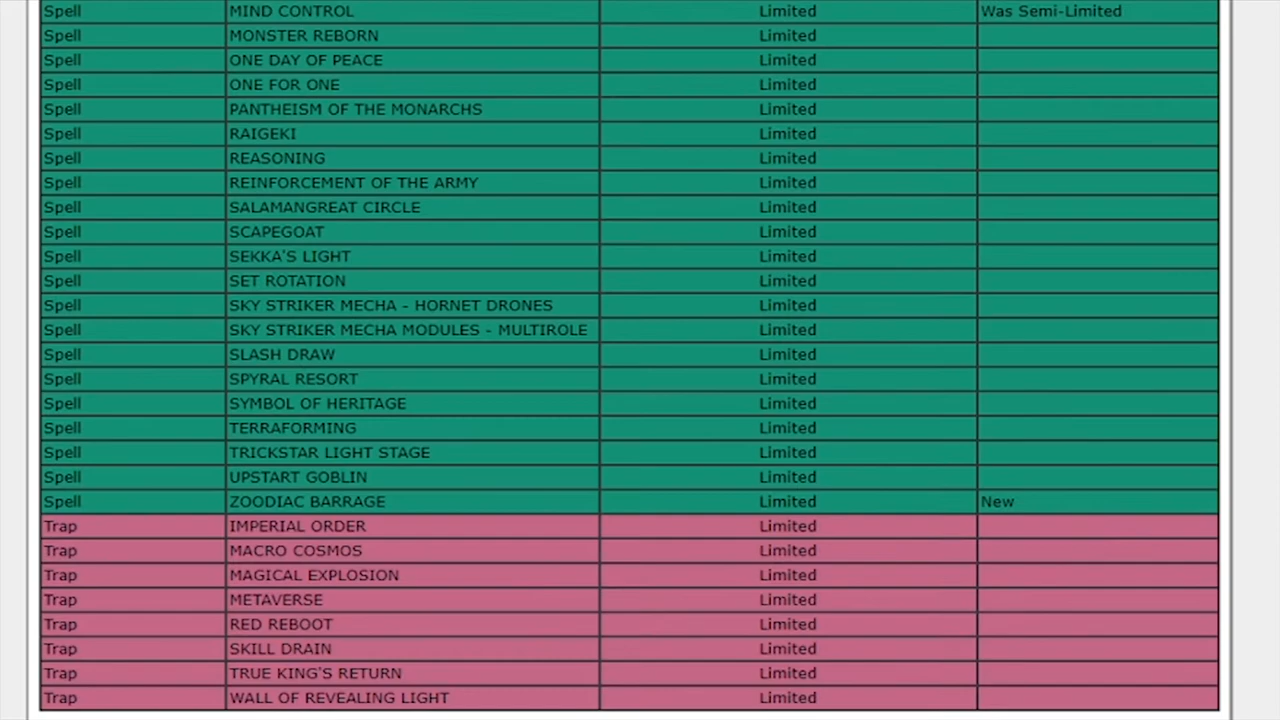 Spell MIND CONTROL Limited Was Semi-Limited
Spell MONSTER REBORN Limited
Spell ONE DAY OF PEACE Limited
Spell ONE FOR ONE Limited
Spell PANTHEISM OF THE MONARCHS Limited
Spell RAIGEKI Limited
Spell REASONING Limited
Spell REINFORCEMENT OF THE ARMY Limited
Spell SALAMANGREAT CIRCLE Limited
Spell SCAPEGOAT Limited
Spell SEKKA'S LIGHT Limited
Spell SET ROTATION Limited
Spell SKY STRIKER MECHA - HORNET DRONES Limited
Spell SKY STRIKER MECHA MODULES - MULTIROLE Limited
Spell SLASH DRAW Limited
Spell SPYRAL RESORT Limited
Spell SYMBOL OF HERITAGE Limited
Spell TERRAFORMING Limited
Spell TRICKSTAR LIGHT STAGE Limited
Spell UPSTART GOBLIN Limited
Spell ZOODIAC BARRAGE Limited New
Trap IMPERIAL ORDER Limited
Trap MACRO COSMOS Limited
Trap MAGICAL EXPLOSION Limited
Trap METAVERSE Limited
Trap RED REBOOT Limited
Trap SKILL DRAIN Limited
Trap TRUE KING'S RETURN Limited
Trap WALL OF REVEALING LIGHT Limited